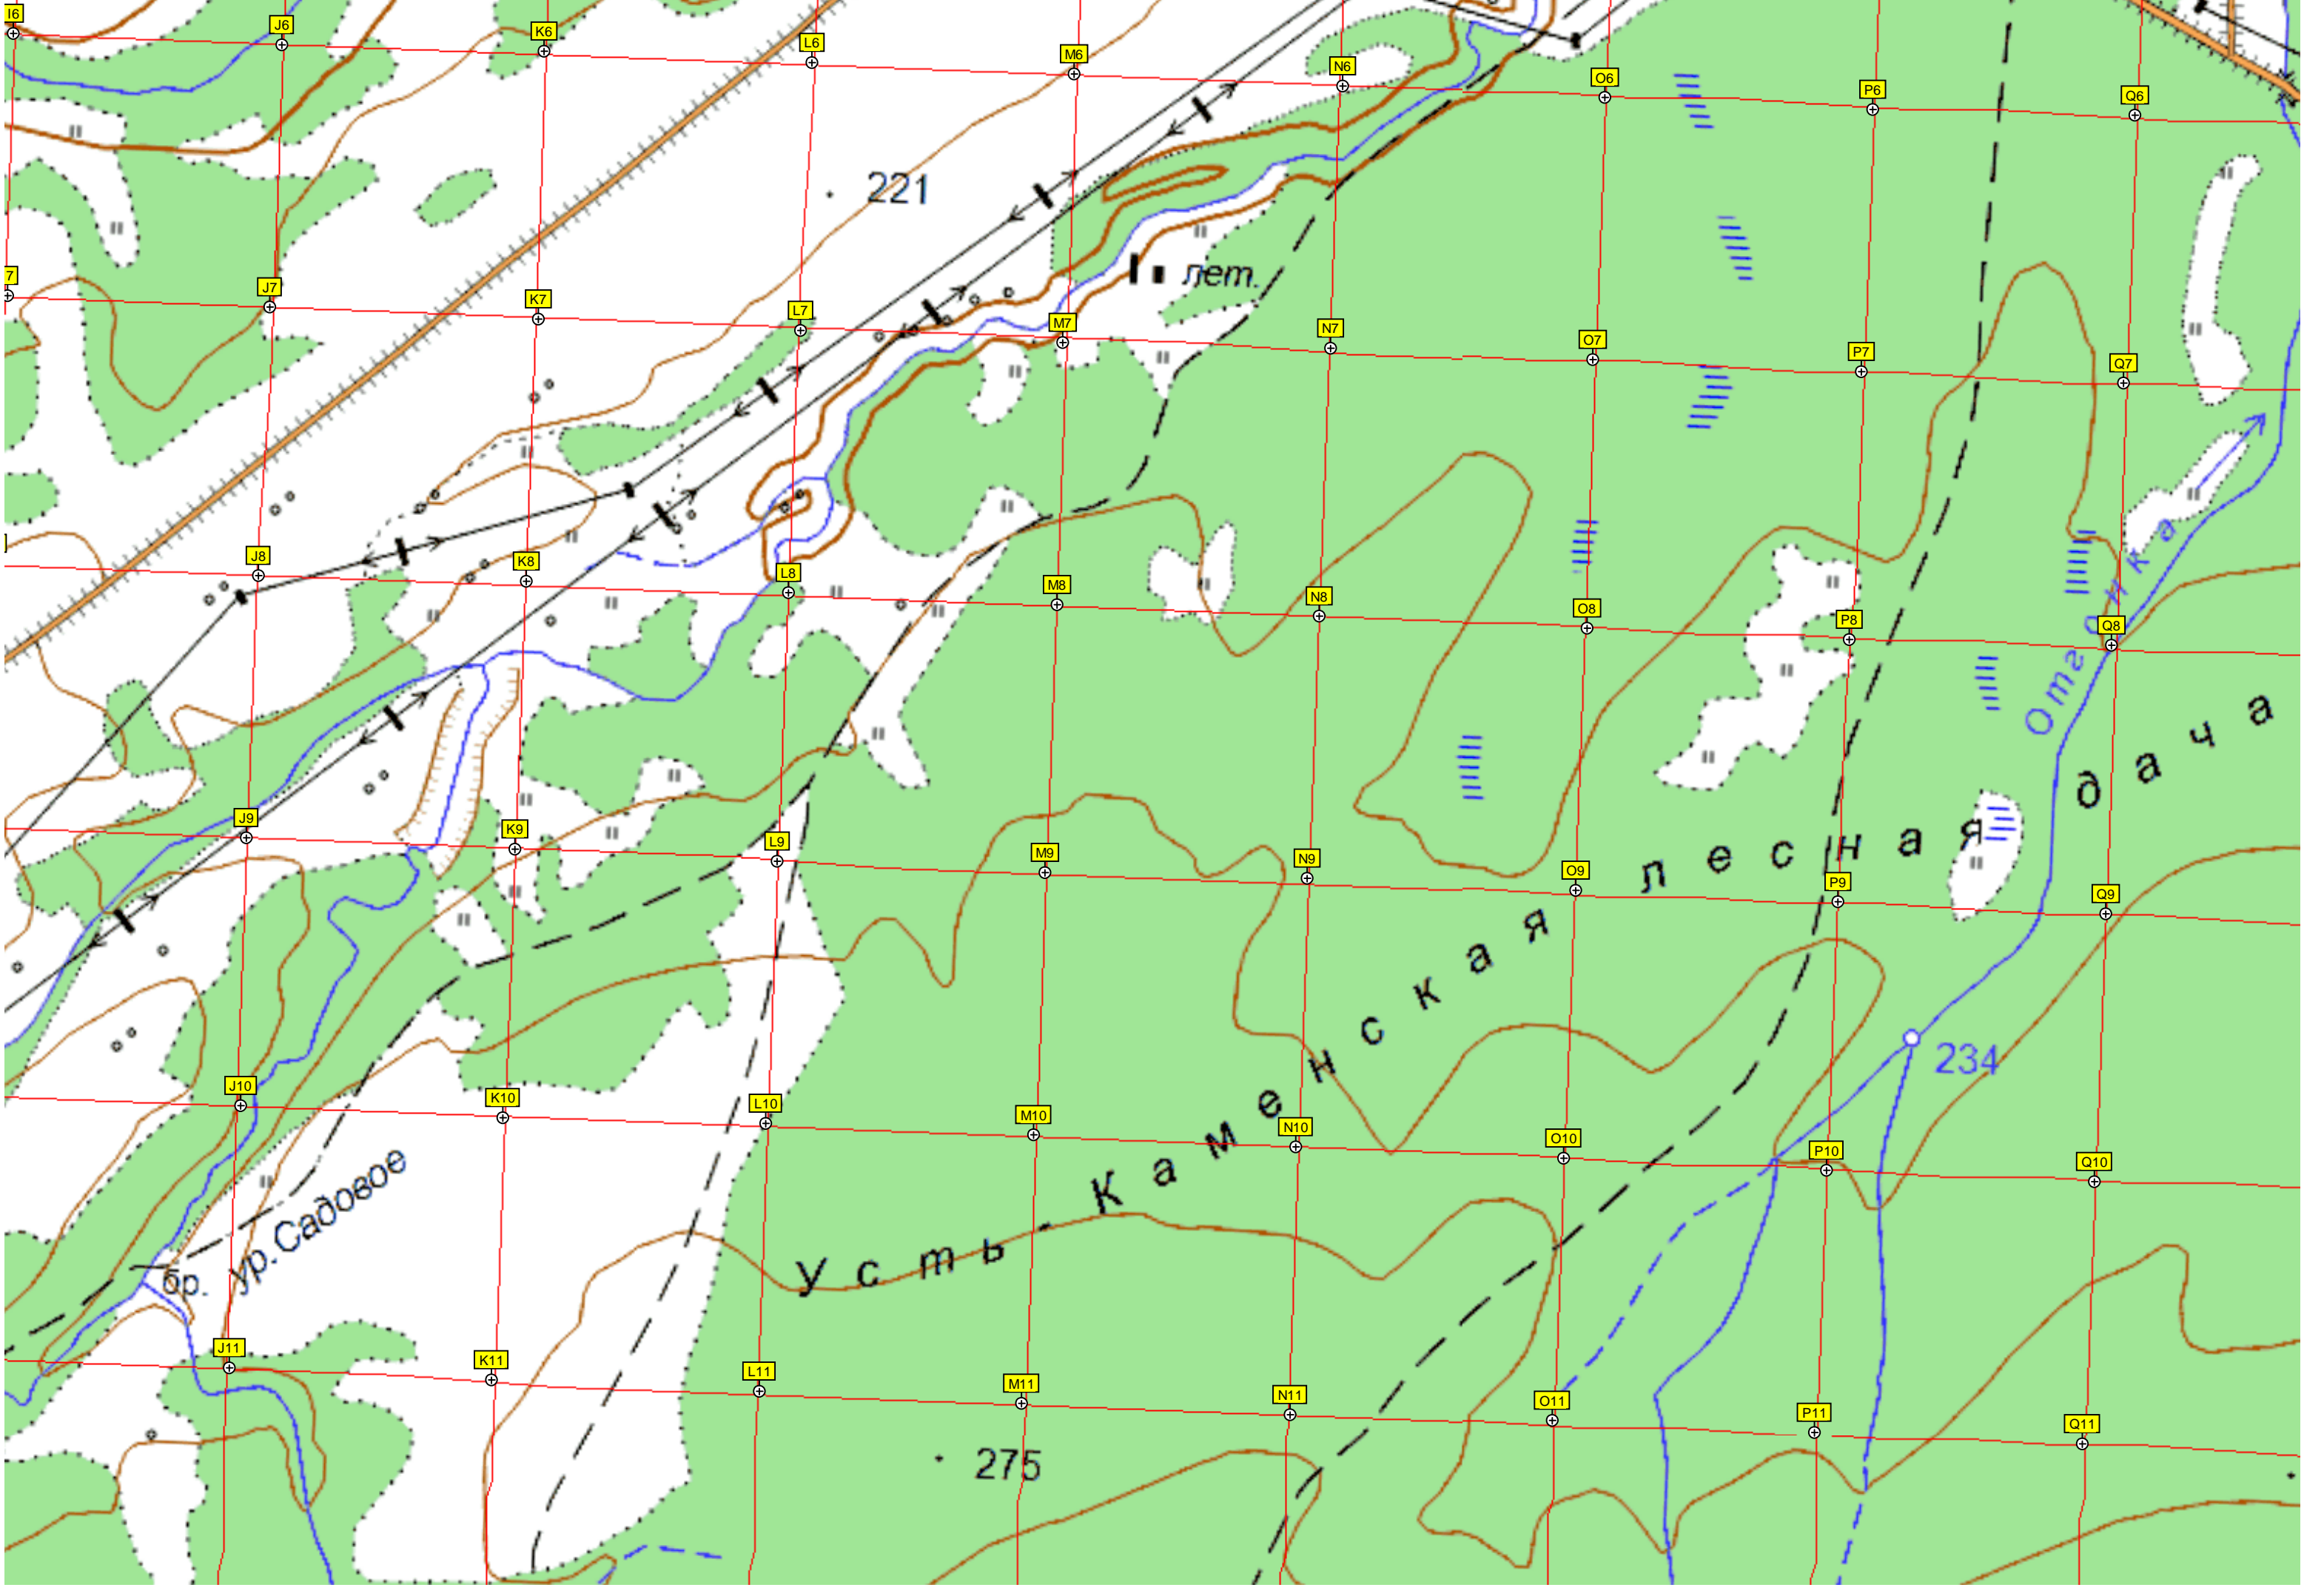 I6 J6 K6 L6 M6 N6 O6 P6 Q6
221
7 J7 K7 L7 M7 N7 O7 P7 Q7
лет.
J8 K8 L8 M8 N8 O8 P8 Q8
J9 K9 L9 M9 N9 O9 P9 Q9
Усть-Каменская лесная дача
234
J10 K10 L10 M10 N10 O10 P10 Q10
ур. Садовое
бр.
J11 K11 L11 M11 N11 O11 P11 Q11
275